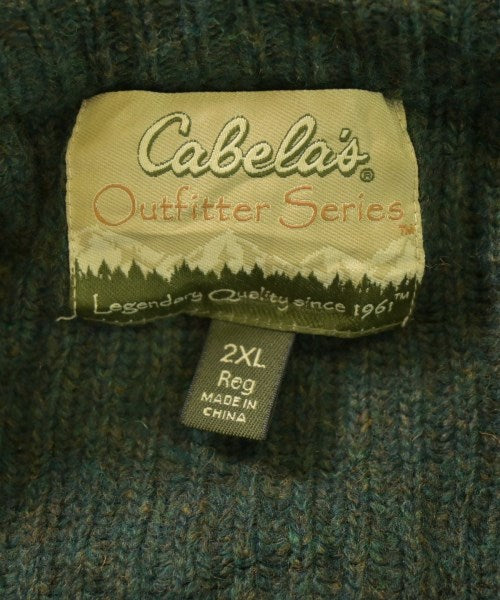 Cabela's®
Outfitter Series™
Legendary Quality since 1961™
2XL
Reg
MADE IN
CHINA